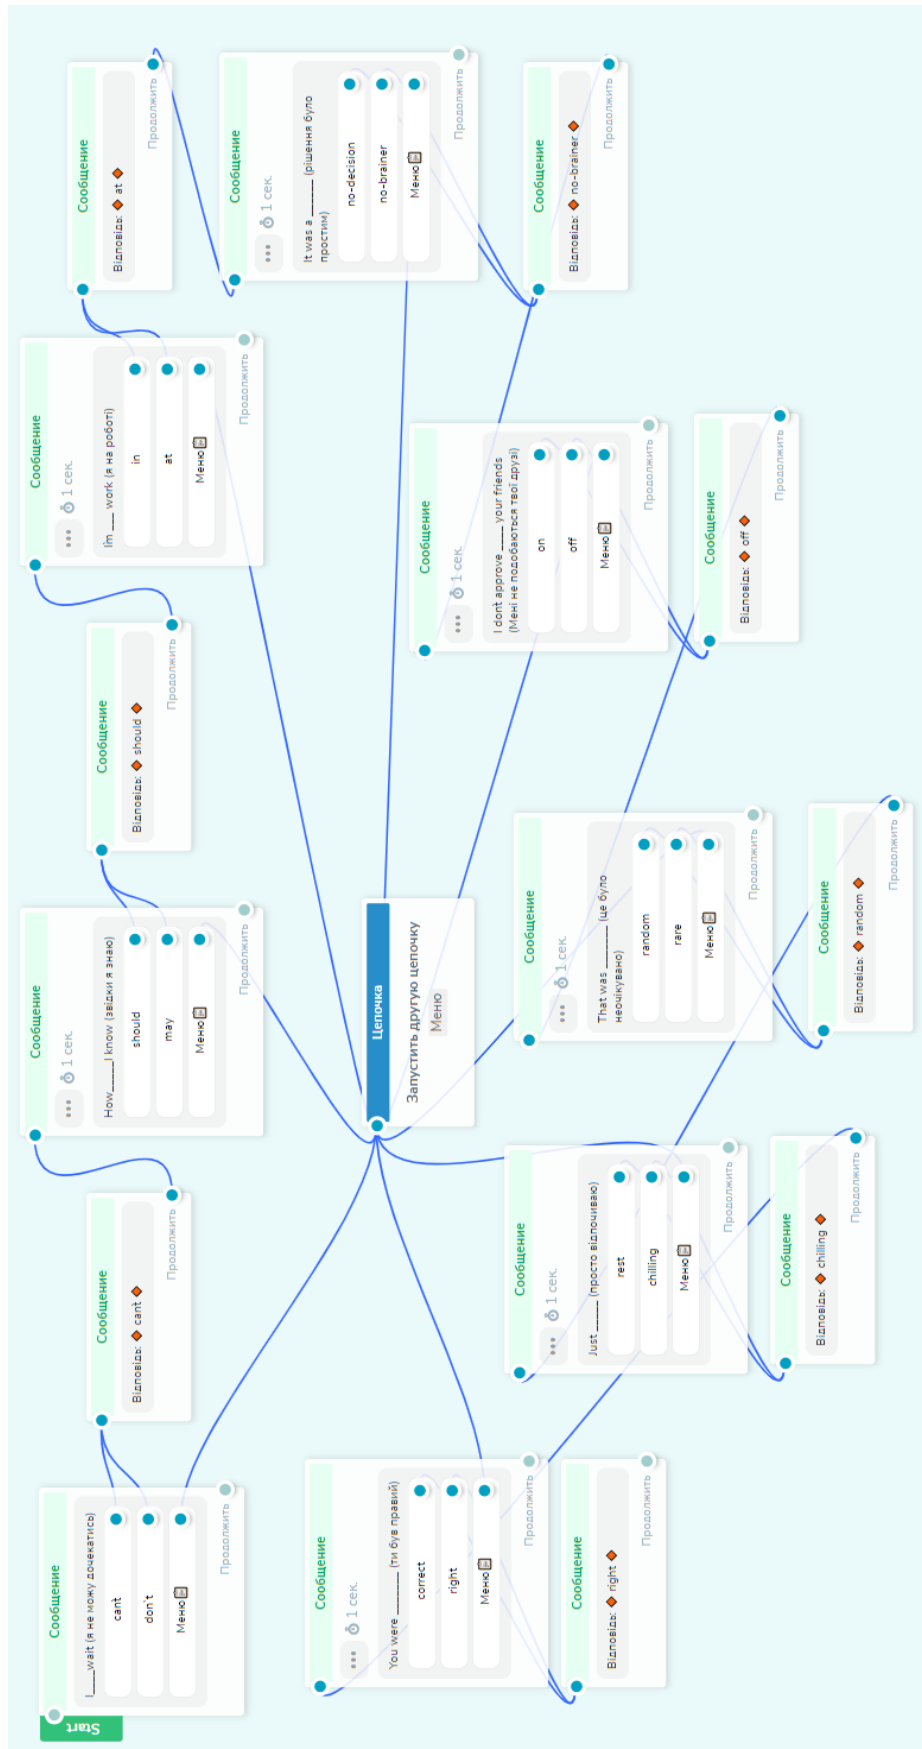 Start
Сообщение
I____wait (я не можу дочекатись)
cant
don't
Меню
Продолжить
Сообщение
Відповідь: cant
Продолжить
Сообщение
1 сек.
How_____I know (звідки я знаю)
should
may
Меню
Продолжить
Сообщение
Відповідь: should
Продолжить
Сообщение
1 сек.
Im ___ work (я на роботі)
in
at
Меню
Продолжить
Сообщение
Відповідь: at
Продолжить
Сообщение
1 сек.
It was a ______ (рішення було
простим)
no-decision
no-brainer
Меню
Продолжить
Сообщение
Відповідь: no-brainer
Продолжить
Сообщение
1 сек.
I dont approve ____ your friends
(Мені не подобаються твої друзі)
on
off
Меню
Продолжить
Сообщение
Відповідь: off
Продолжить
Цепочка
Запустить другую цепочку
Меню
Сообщение
1 сек.
That was _______ (це було
неочікувано)
random
rare
Меню
Продолжить
Сообщение
Відповідь: random
Продолжить
Сообщение
1 сек.
Just _____ (просто відпочиваю)
rest
chilling
Меню
Продолжить
Сообщение
Відповідь: chilling
Продолжить
Сообщение
1 сек.
You were _______ (ти був правий)
correct
right
Меню
Продолжить
Сообщение
Відповідь: right
Продолжить